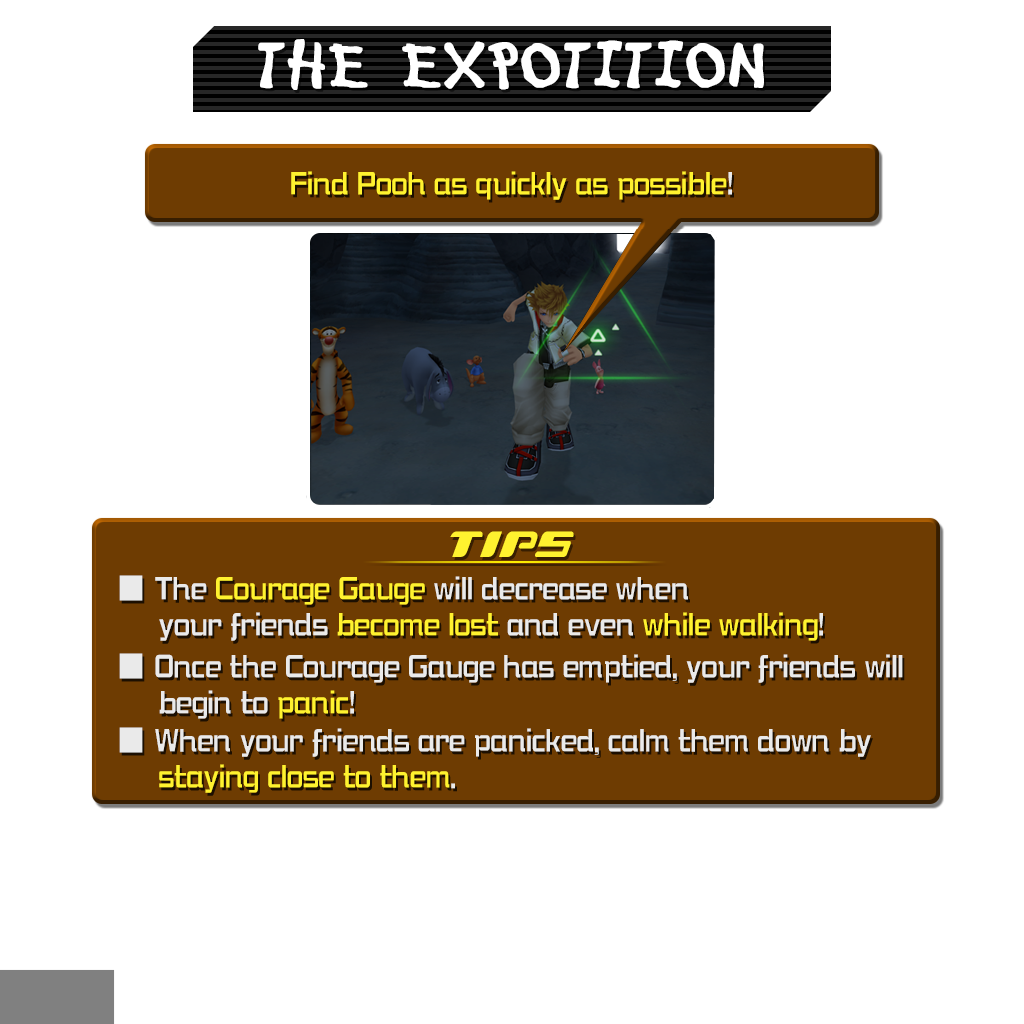 THE EXPOTITION
Find Pooh as quickly as possible!
TIPS
The Courage Gauge will decrease when
your friends become lost and even while walking!
Once the Courage Gauge has emptied, your friends will
begin to panic!
When your friends are panicked, calm them down by
staying close to them.